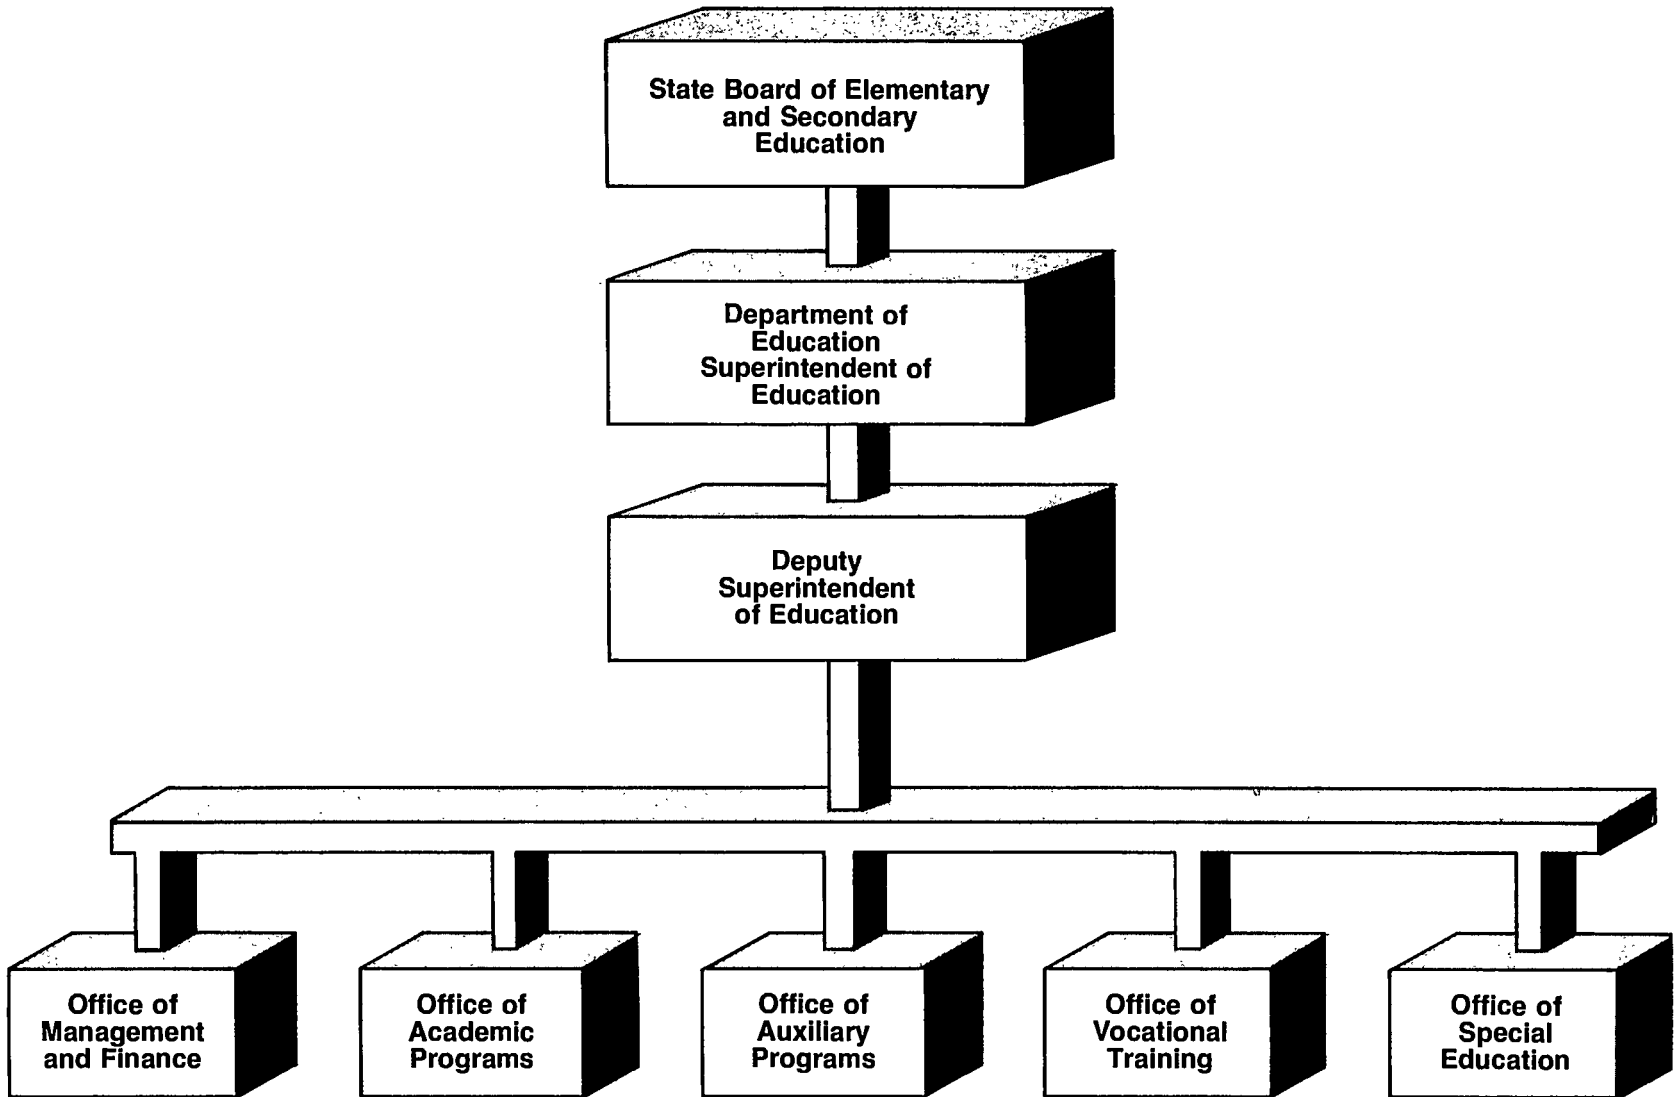 State Board of Elementary
and Secondary
Education
Department of
Education
Superintendent of
Education
Deputy
Superintendent
of Education
Office of
Management
and Finance
Office of
Academic
Programs
Office of
Auxiliary
Programs
Office of
Vocational
Training
Office of
Special
Education